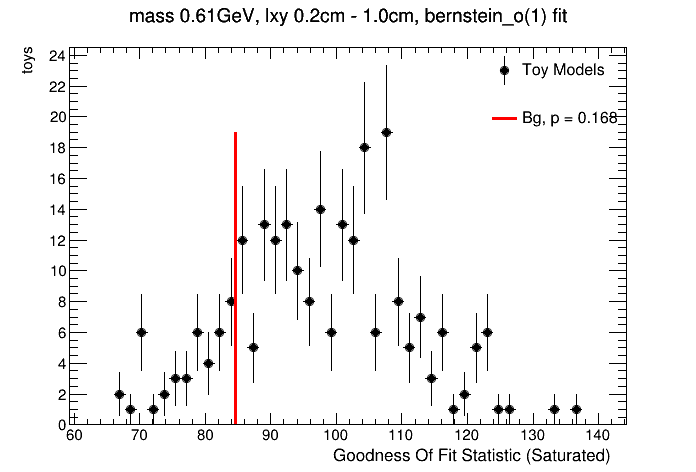 mass 0.61GeV, lxy 0.2cm - 1.0cm, bernstein_o(1) fit
toys
24
22
20
18
16
14
12
10
8
6
4
2
0
Toy Models
Bg, p = 0.168
60 70 80 90 100 110 120 130 140
Goodness Of Fit Statistic (Saturated)